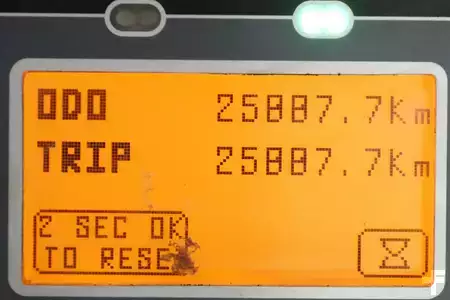 ODO 25887.7Km
TRIP 25887.7Km
2 SEC OK
TO RESE